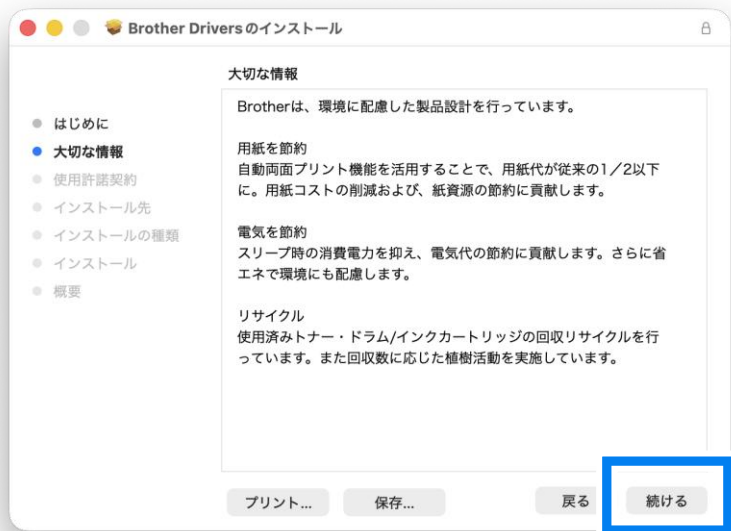 Brother Driversのインストール
大切な情報
はじめに
大切な情報
使用許諾契約
インストール先
インストールの種類
インストール
概要
Brotherは、環境に配慮した製品設計を行っています。
用紙を節約
自動両面プリント機能を活用することで、用紙代が従来の1／2以下
に。用紙コストの削減および、紙資源の節約に貢献します。
電気を節約
スリープ時の消費電力を抑え、電気代の節約に貢献します。さらに省
エネで環境にも配慮します。
リサイクル
使用済みトナー・ドラム/インクカートリッジの回収リサイクルを行
っています。また回収数に応じた植樹活動を実施しています。
プリント...
保存...
戻る
続ける